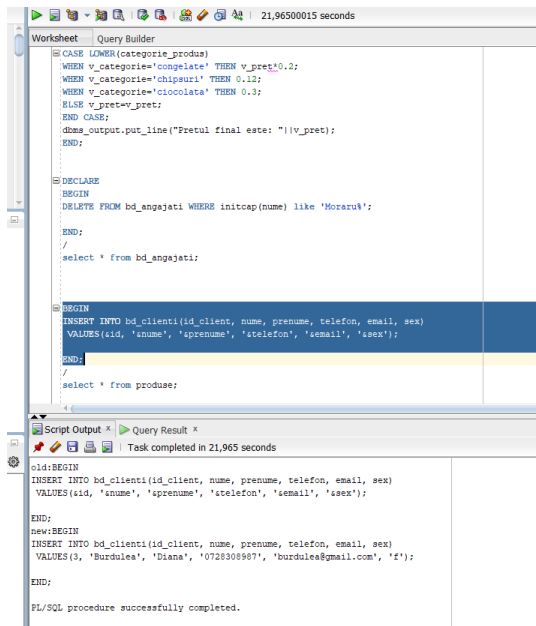 21,96500015 seconds
Worksheet Query Builder
CASE LOWER(categorie_produs)
WHEN v_categorie='congelate' THEN v_pret*0.2;
WHEN v_categorie='chipsuri' THEN 0.12;
WHEN v_categorie='ciocolata' THEN 0.3;
ELSE v_pret=v_pret;
END CASE;
dbms_output.put_line("Pretul final este: "||v_pret);
END;
DECLARE
BEGIN
DELETE FROM bd_angajati WHERE initcap(nume) like 'Moraru%';
END;
/
select * from bd_angajati;
BEGIN
INSERT INTO bd_clienti(id_client, nume, prenume, telefon, email, sex)
VALUES(&id, '&nume', '&prenume', '&telefon', '&email', '&sex');
END;
/
select * from produse;
Script Output x Query Result x
Task completed in 21,965 seconds
old:BEGIN
INSERT INTO bd_clienti(id_client, nume, prenume, telefon, email, sex)
VALUES(&id, '&nume', '&prenume', '&telefon', '&email', '&sex');
END;
new:BEGIN
INSERT INTO bd_clienti(id_client, nume, prenume, telefon, email, sex)
VALUES(3, 'Burdulea', 'Diana', '0728308987', 'burdulea@gmail.com', 'f');
END;
PL/SQL procedure successfully completed.